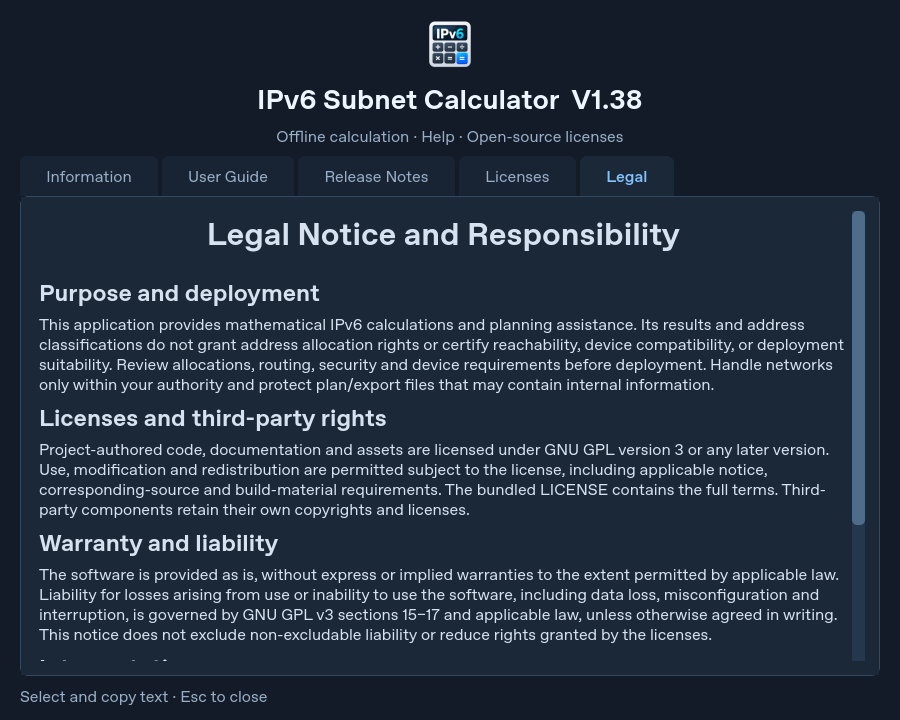 IPv6
IPv6 Subnet Calculator V1.38
Offline calculation · Help · Open-source licenses
Information
User Guide
Release Notes
Licenses
Legal
Legal Notice and Responsibility
Purpose and deployment
This application provides mathematical IPv6 calculations and planning assistance. Its results and address
classifications do not grant address allocation rights or certify reachability, device compatibility, or deployment
suitability. Review allocations, routing, security and device requirements before deployment. Handle networks
only within your authority and protect plan/export files that may contain internal information.
Licenses and third-party rights
Project-authored code, documentation and assets are licensed under GNU GPL version 3 or any later version.
Use, modification and redistribution are permitted subject to the license, including applicable notice,
corresponding-source and build-material requirements. The bundled LICENSE contains the full terms. Third-
party components retain their own copyrights and licenses.
Warranty and liability
The software is provided as is, without express or implied warranties to the extent permitted by applicable law.
Liability for losses arising from use or inability to use the software, including data loss, misconfiguration and
interruption, is governed by GNU GPL v3 sections 15–17 and applicable law, unless otherwise agreed in writing.
This notice does not exclude non-excludable liability or reduce rights granted by the licenses.
Select and copy text · Esc to close